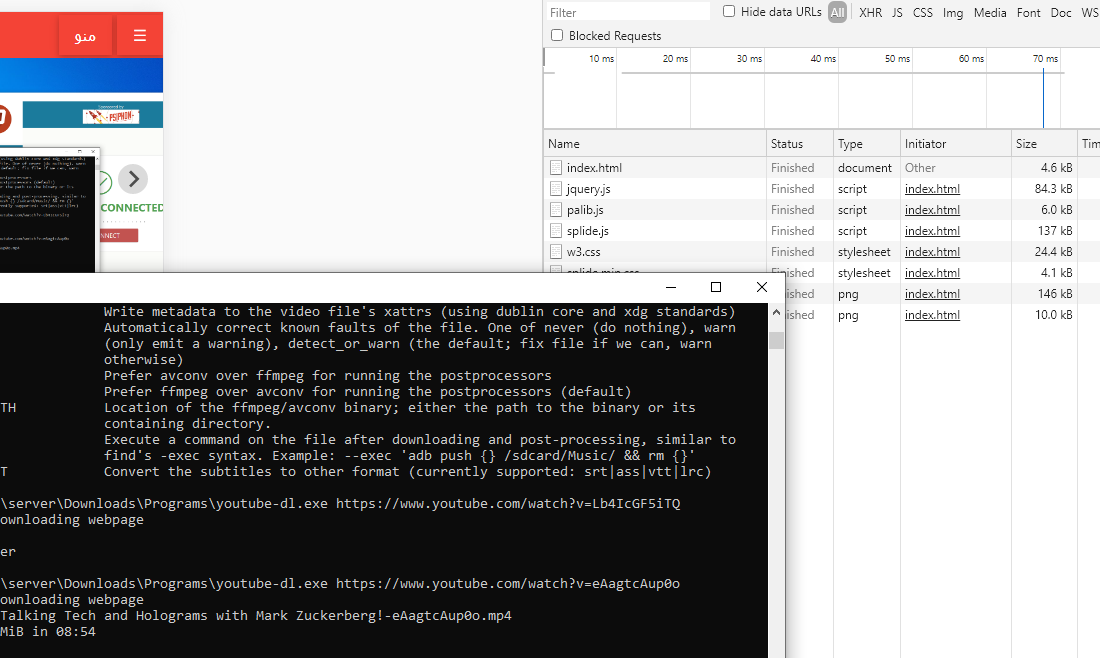 منو
☰
Sponsored by
PSIPHON
CONNECTED
Filter
Hide data URLs All XHR JS CSS Img Media Font Doc WS
Blocked Requests
10 ms 20 ms 30 ms 40 ms 50 ms 60 ms 70 ms
Name Status Type Initiator Size Tim
index.html Finished document Other 4.6 kB
jquery.js Finished script index.html 84.3 kB
palib.js Finished script index.html 6.0 kB
splide.js Finished script index.html 137 kB
w3.css Finished stylesheet index.html 24.4 kB
splide.min.css ished stylesheet index.html 4.1 kB
ished png index.html 146 kB
ished png index.html 10.0 kB
Write metadata to the video file's xattrs (using dublin core and xdg standards)
Automatically correct known faults of the file. One of never (do nothing), warn
(only emit a warning), detect_or_warn (the default; fix file if we can, warn
otherwise)
Prefer avconv over ffmpeg for running the postprocessors
Prefer ffmpeg over avconv for running the postprocessors (default)
TH Location of the ffmpeg/avconv binary; either the path to the binary or its
containing directory.
Execute a command on the file after downloading and post-processing, similar to
find's -exec syntax. Example: --exec 'adb push {} /sdcard/Music/ && rm {}'
T Convert the subtitles to other format (currently supported: srt|ass|vtt|lrc)
\server\Downloads\Programs\youtube-dl.exe https://www.youtube.com/watch?v=Lb4IcGF5iTQ
ownloading webpage
er
\server\Downloads\Programs\youtube-dl.exe https://www.youtube.com/watch?v=eAagtcAup0o
ownloading webpage
Talking Tech and Holograms with Mark Zuckerberg!-eAagtcAup0o.mp4
MiB in 08:54